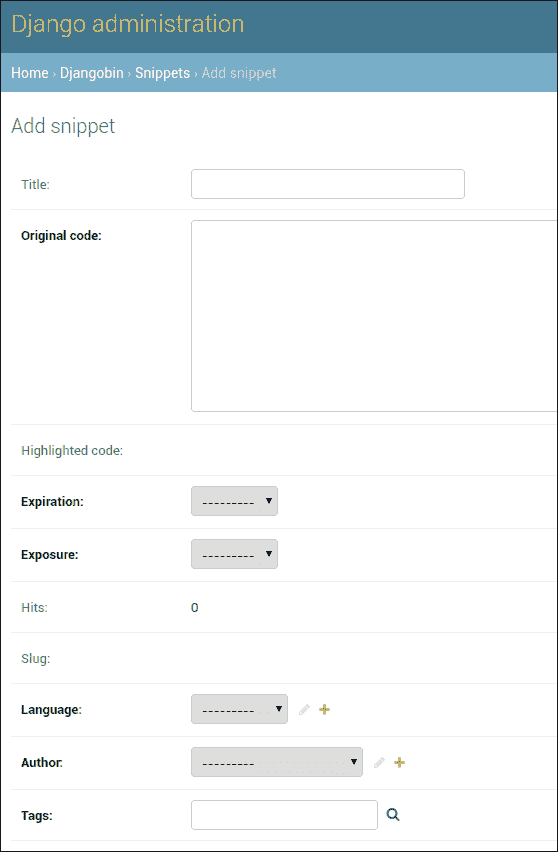 Django administration
Home › Djangobin › Snippets › Add snippet
Add snippet
Title:
Original code:
Highlighted code:
Expiration: ---------
Exposure: ---------
Hits: 0
Slug:
Language: ---------
Author: ---------
Tags: